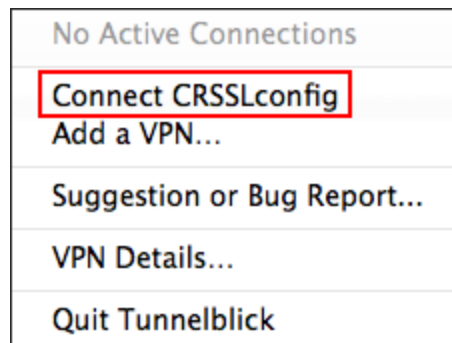 No Active Connections
Connect CRSSLconfig
Add a VPN...
Suggestion or Bug Report...
VPN Details...
Quit Tunnelblick